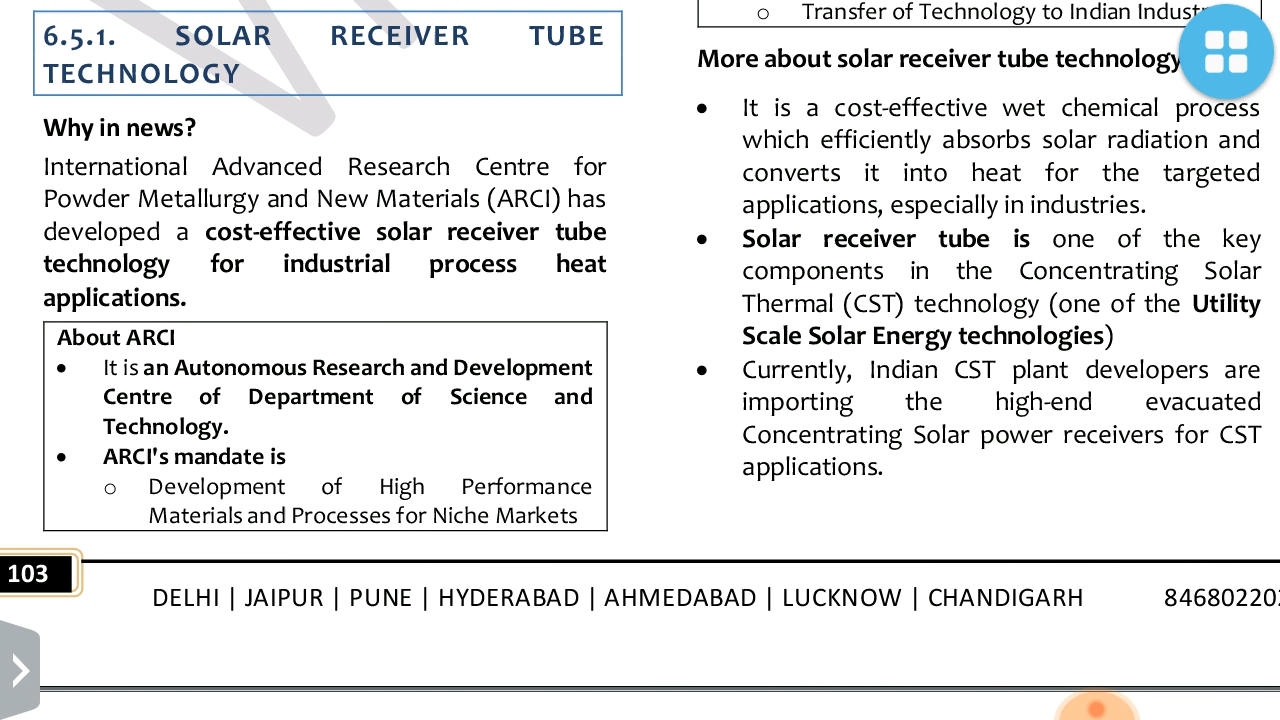 6.5.1. SOLAR RECEIVER TUBE
TECHNOLOGY
Why in news?
International Advanced Research Centre for
Powder Metallurgy and New Materials (ARCI) has
developed a cost-effective solar receiver tube
technology for industrial process heat
applications.
About ARCI
• It is an Autonomous Research and Development
Centre of Department of Science and
Technology.
• ARCI's mandate is
o Development of High Performance
Materials and Processes for Niche Markets
o Transfer of Technology to Indian
More about solar receiver tube technology
• It is a cost-effective wet chemical process
which efficiently absorbs solar radiation and
converts it into heat for the targeted
applications, especially in industries.
• Solar receiver tube is one of the key
components in the Concentrating Solar
Thermal (CST) technology (one of the Utility
Scale Solar Energy technologies)
• Currently, Indian CST plant developers are
importing the high-end evacuated
Concentrating Solar power receivers for CST
applications.
103
DELHI | JAIPUR | PUNE | HYDERABAD | AHMEDABAD | LUCKNOW | CHANDIGARH 84680220